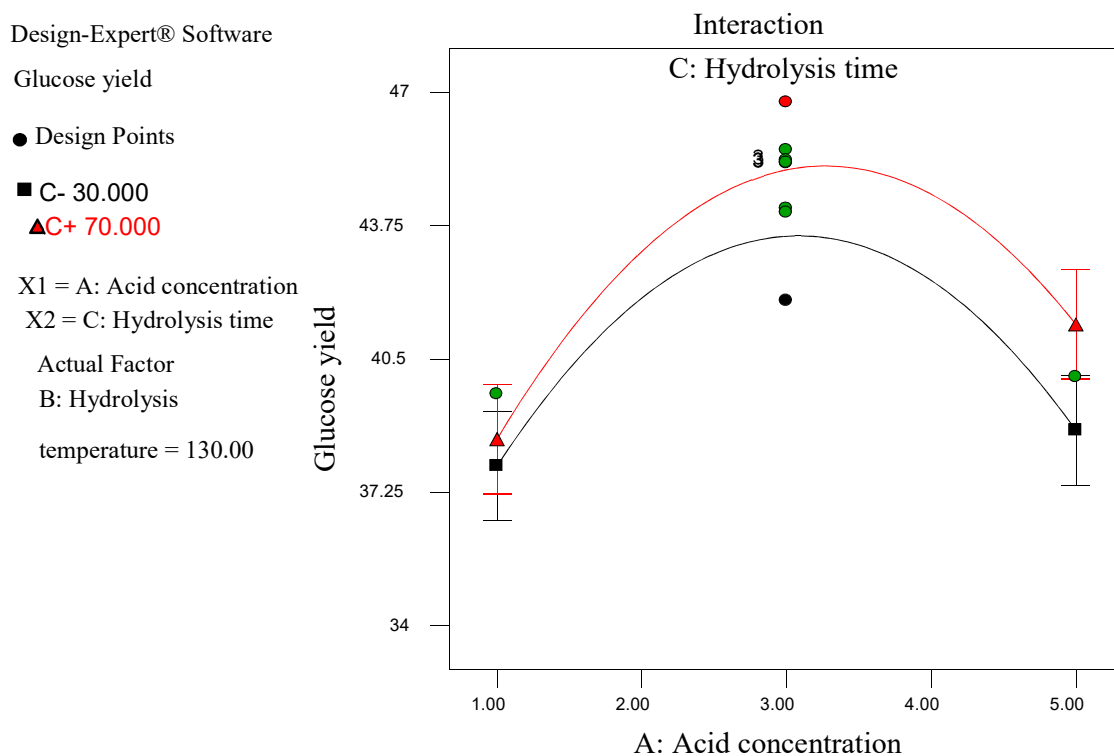 Design-Expert® Software
Glucose yield
Design Points
C- 30.000
C+ 70.000
X1 = A: Acid concentration
X2 = C: Hydrolysis time
Actual Factor
B: Hydrolysis
temperature = 130.00
Interaction
C: Hydrolysis time
47
43.75
40.5
37.25
34
3
Glucose yield
1.00
2.00
3.00
4.00
5.00
A: Acid concentration